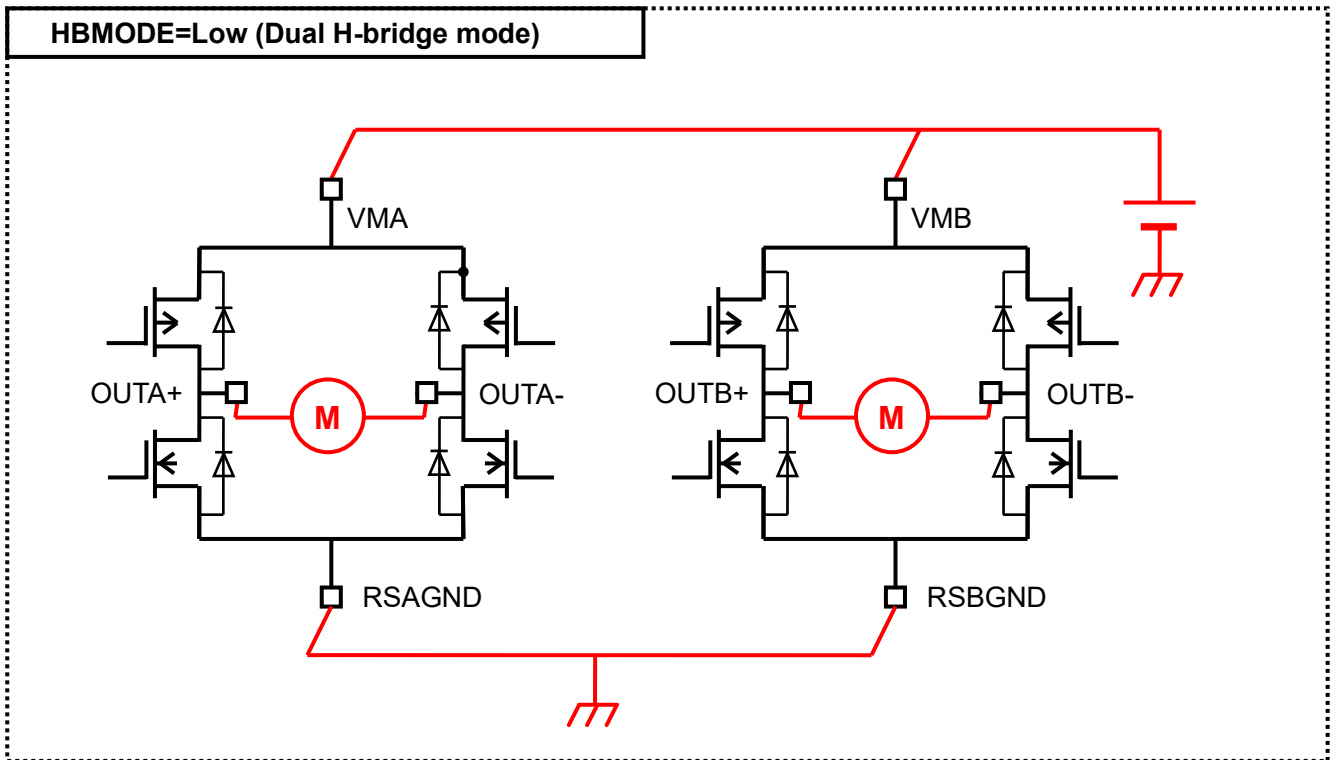 HBMODE=Low (Dual H-bridge mode)
VMA
VMB
OUTA+
M
OUTA-
OUTB+
M
OUTB-
RSAGND
RSBGND